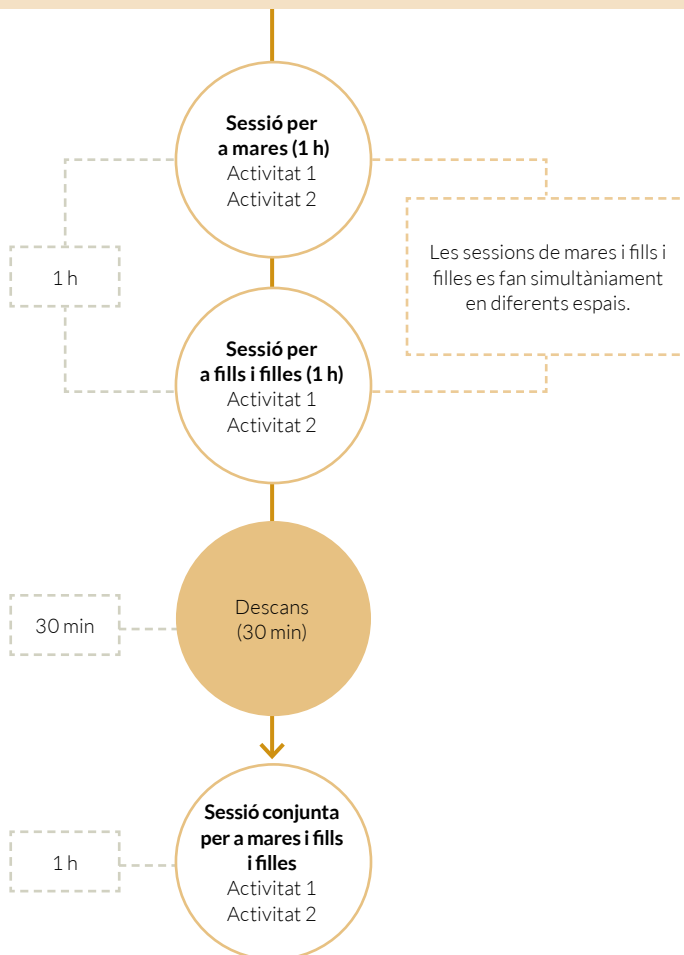 Sessió per
a mares (1 h)
Activitat 1
Activitat 2
1 h
Les sessions de mares i fills i
filles es fan simultàniament
en diferents espais.
Sessió per
a fills i filles (1 h)
Activitat 1
Activitat 2
30 min
Descans
(30 min)
1 h
Sessió conjunta
per a mares i fills
i filles
Activitat 1
Activitat 2